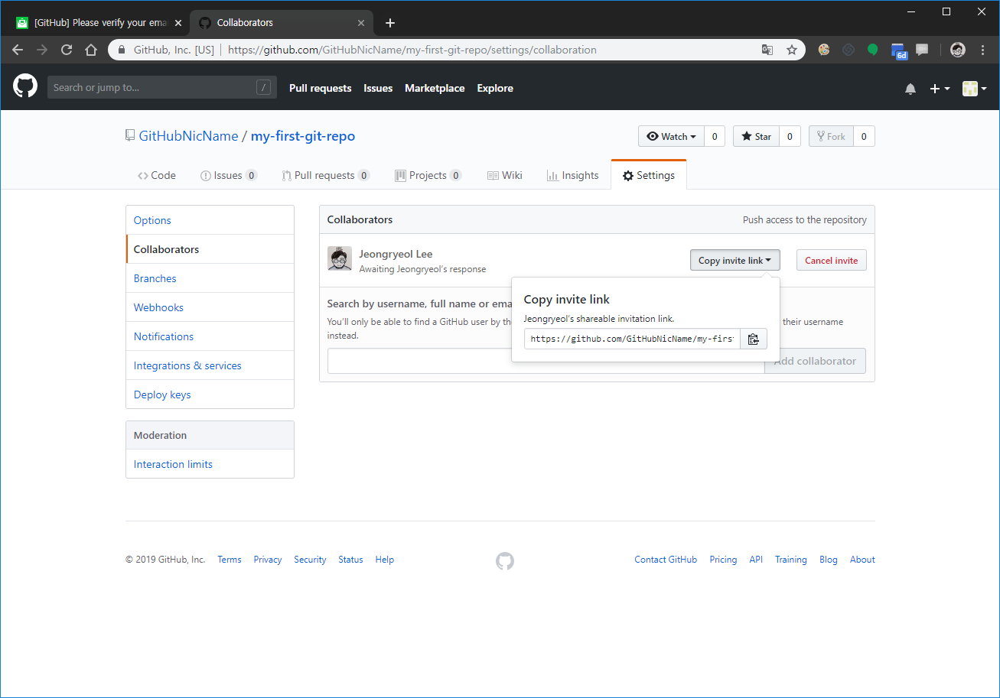 [GitHub] Please verify your ema
Collaborators
GitHub, Inc. [US] | https://github.com/GitHubNicName/my-first-git-repo/settings/collaboration
6d
Search or jump to... /
Pull requests Issues Marketplace Explore
GitHubNicName / my-first-git-repo
Watch 0 Star 0 Fork 0
Code Issues 0 Pull requests 0 Projects 0 Wiki Insights Settings
Options
Collaborators
Branches
Webhooks
Notifications
Integrations & services
Deploy keys
Moderation
Interaction limits
Collaborators Push access to the repository
Jeongryeol Lee
Awaiting Jeongryeol's response
Copy invite link Cancel invite
Copy invite link
Jeongryeol's shareable invitation link.
https://github.com/GitHubNicName/my-firs
Search by username, full name or ema
You'll only be able to find a GitHub user by th their username
instead.
Add collaborator
© 2019 GitHub, Inc. Terms Privacy Security Status Help
Contact GitHub Pricing API Training Blog About